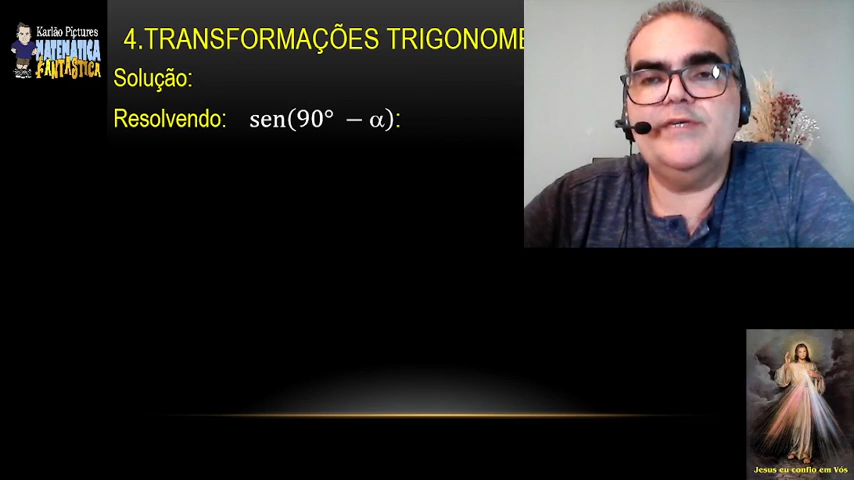 Karlão Pictures
MATEMÁTICA
FANTÁSTICA
4.TRANSFORMAÇÕES TRIGONOME
Solução:
Resolvendo: sen(90° − α):
Jesus eu confio em Vós